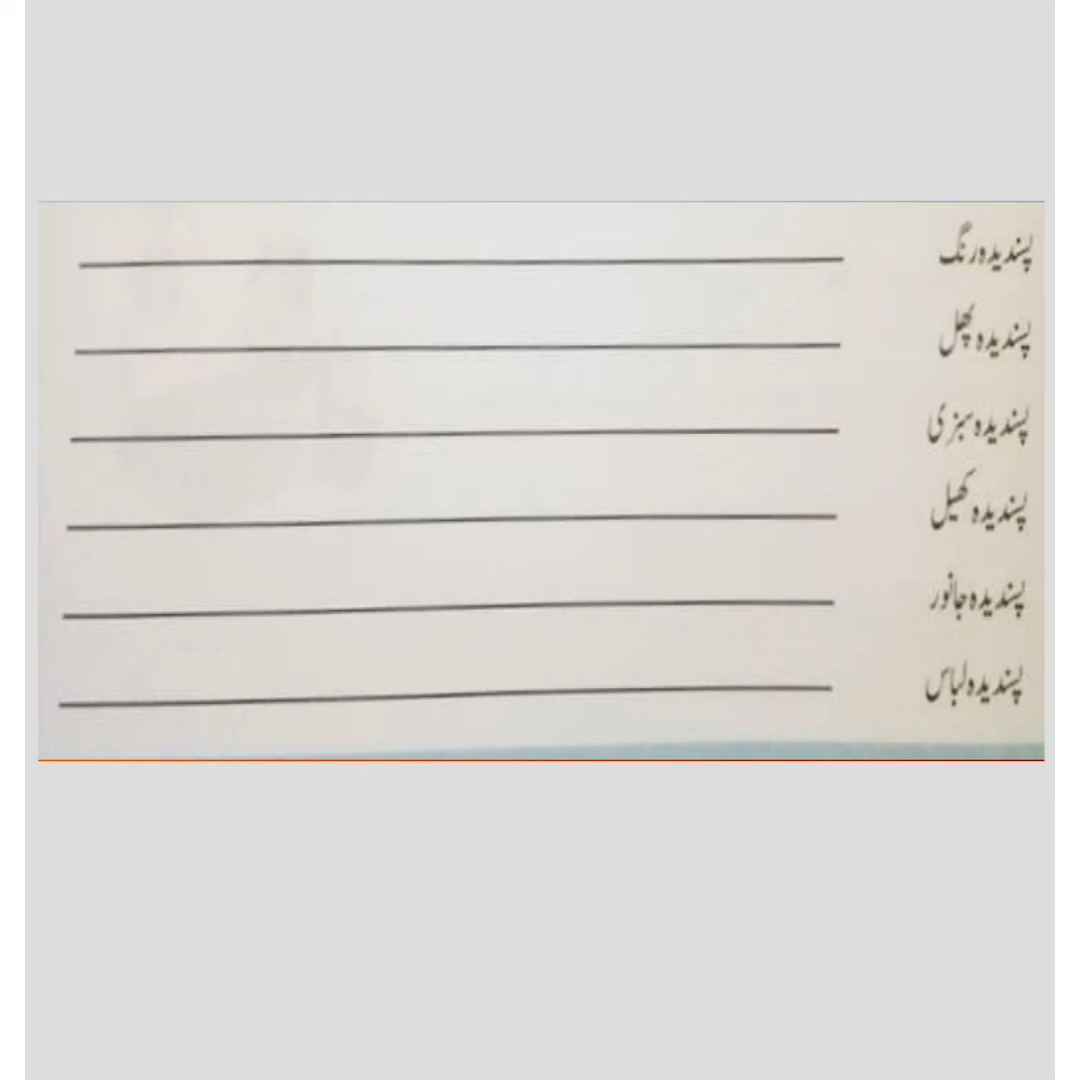 پسندیدہ رنگ
پسندیدہ پھل
پسندیدہ سبزی
پسندیدہ کھیل
پسندیدہ جانور
پسندیدہ لباس